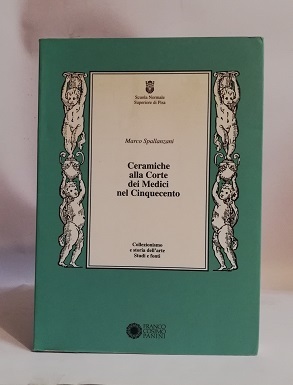 Scuola Normale
Superiore di Pisa
Marco Spallanzani
Ceramiche
alla Corte
dei Medici
nel Cinquecento
Collezionismo
e storia dell'arte
Studi e fonti
FRANCO
COSIMO
PANINI